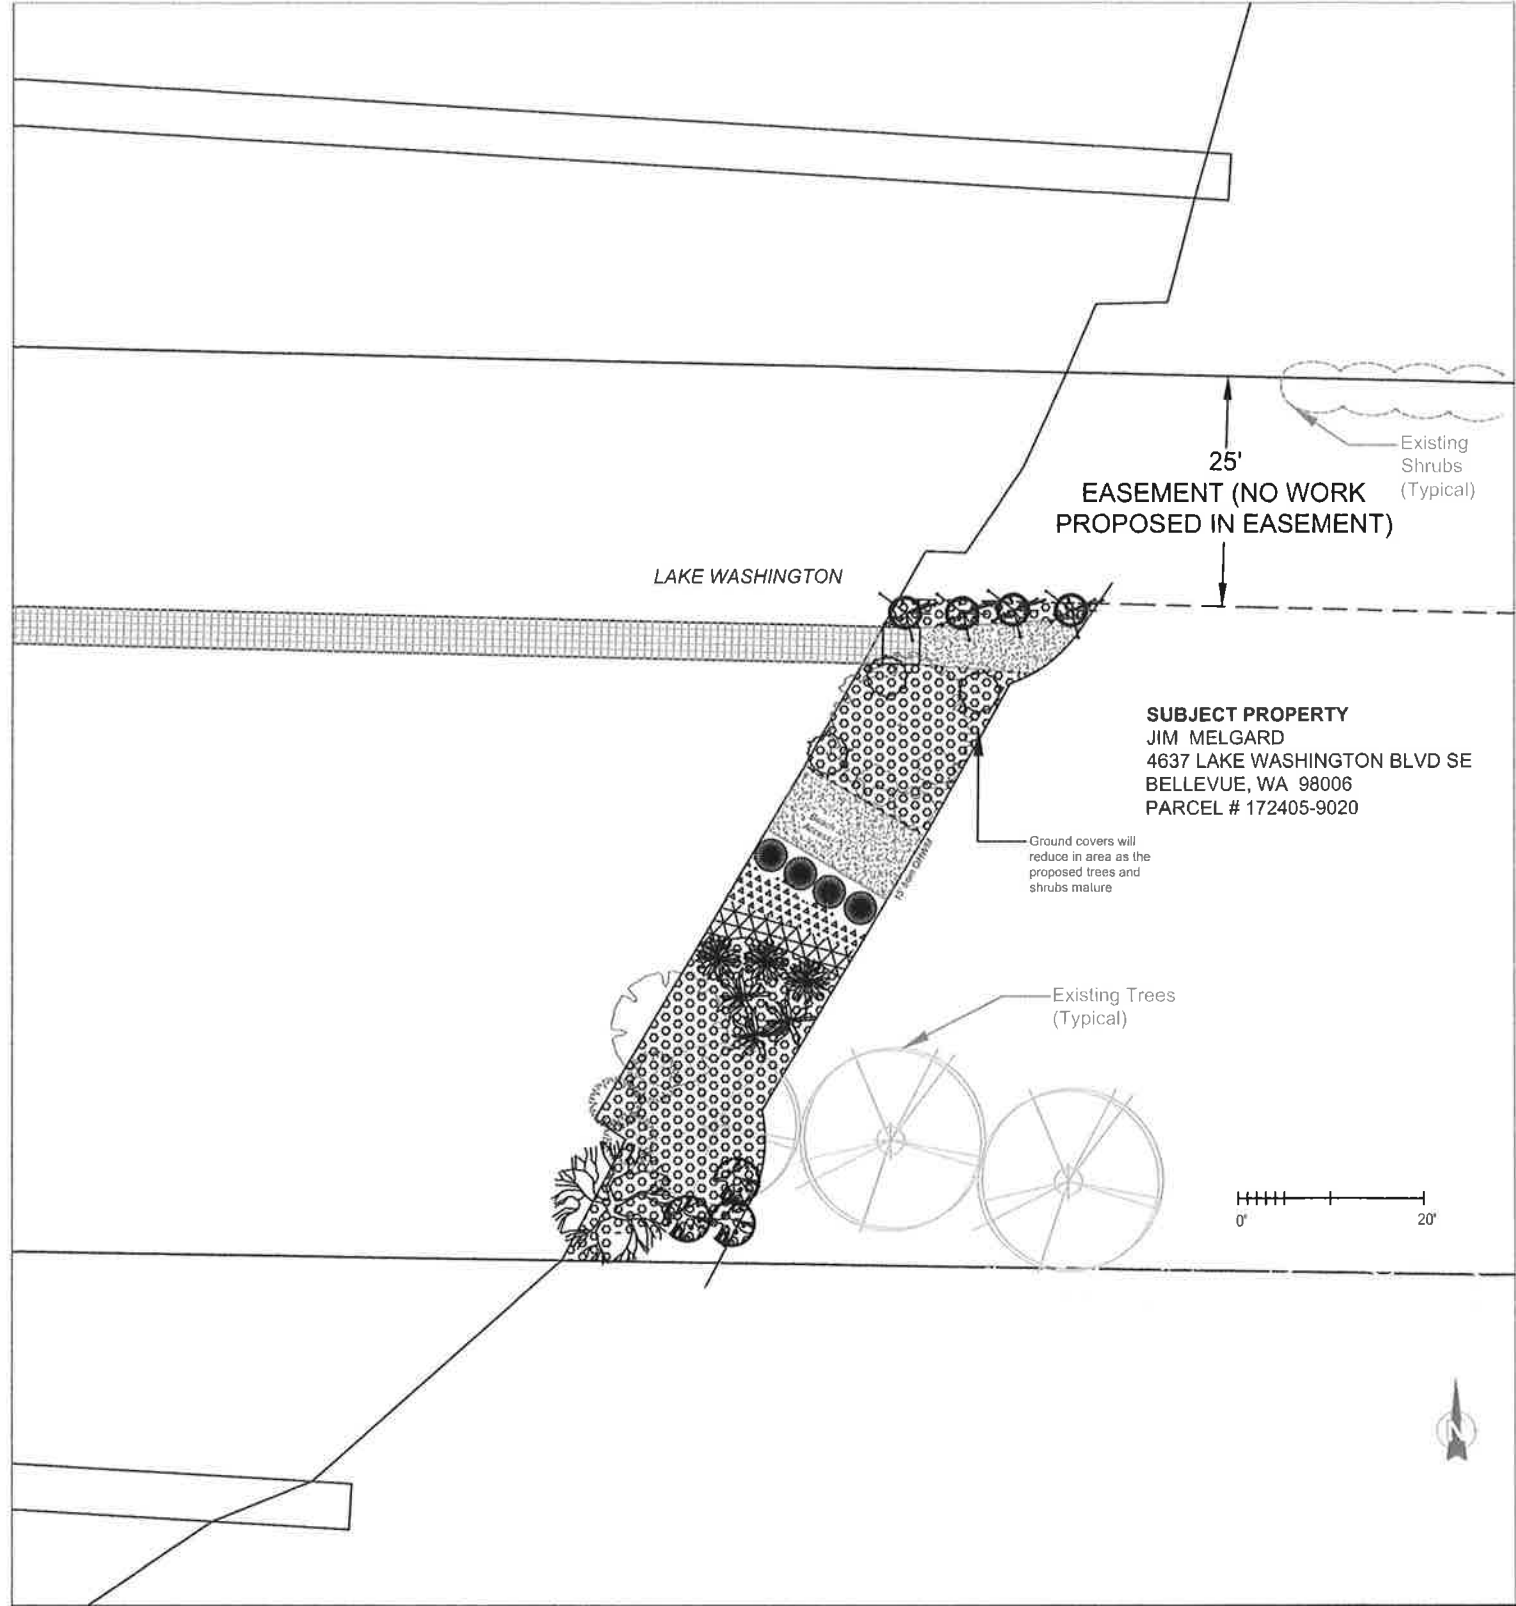 Existing
Shrubs
(Typical)
25'
EASEMENT (NO WORK
PROPOSED IN EASEMENT)
LAKE WASHINGTON
SUBJECT PROPERTY
JIM MELGARD
4637 LAKE WASHINGTON BLVD SE
BELLEVUE, WA 98006
PARCEL # 172405-9020
Beach
Access
Ground covers will
reduce in area as the
proposed trees and
shrubs mature
Existing Trees
(Typical)
0'
20'
N